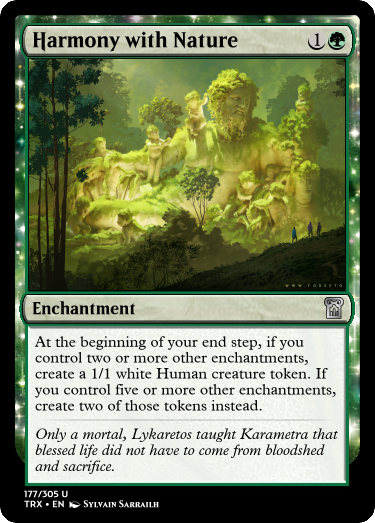 Harmony with Nature 1
WWW.YOGESTO
Enchantment
At the beginning of your end step, if you
control two or more other enchantments,
create a 1/1 white Human creature token. If
you control five or more other enchantments,
create two of those tokens instead.
Only a mortal, Lykaretos taught Karametra that
blessed life did not have to come from bloodshed
and sacrifice.
177/305 U
TRX • EN Sylvain Sarrailh